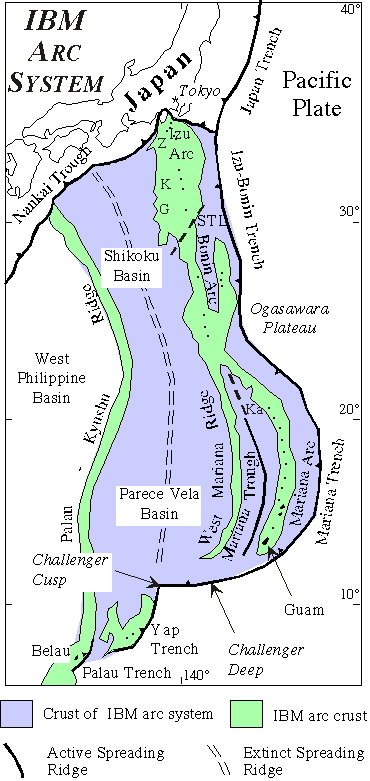 IBM
ARC
SYSTEM
40°
Japan
Tokyo
Japan Trench
Pacific
Plate
Izu
Arc
Z
K
G
Nankai Trough
Izu-Bonin Trench
30°
STL
Shikoku
Basin
Bonin Arc
Ogasawara
Plateau
West
Philippine
Basin
Kyushu
Ridge
20°
Ka
West Mariana Ridge
Mariana Trough
Mariana Arc
Mariana Trench
Parece Vela
Basin
Palau
Challenger
Cusp
Guam
10°
Yap
Trench
Challenger
Deep
Belau
Palau Trench
140°
Crust of IBM arc system
IBM arc crust
Active Spreading
Ridge
Extinct Spreading
Ridge